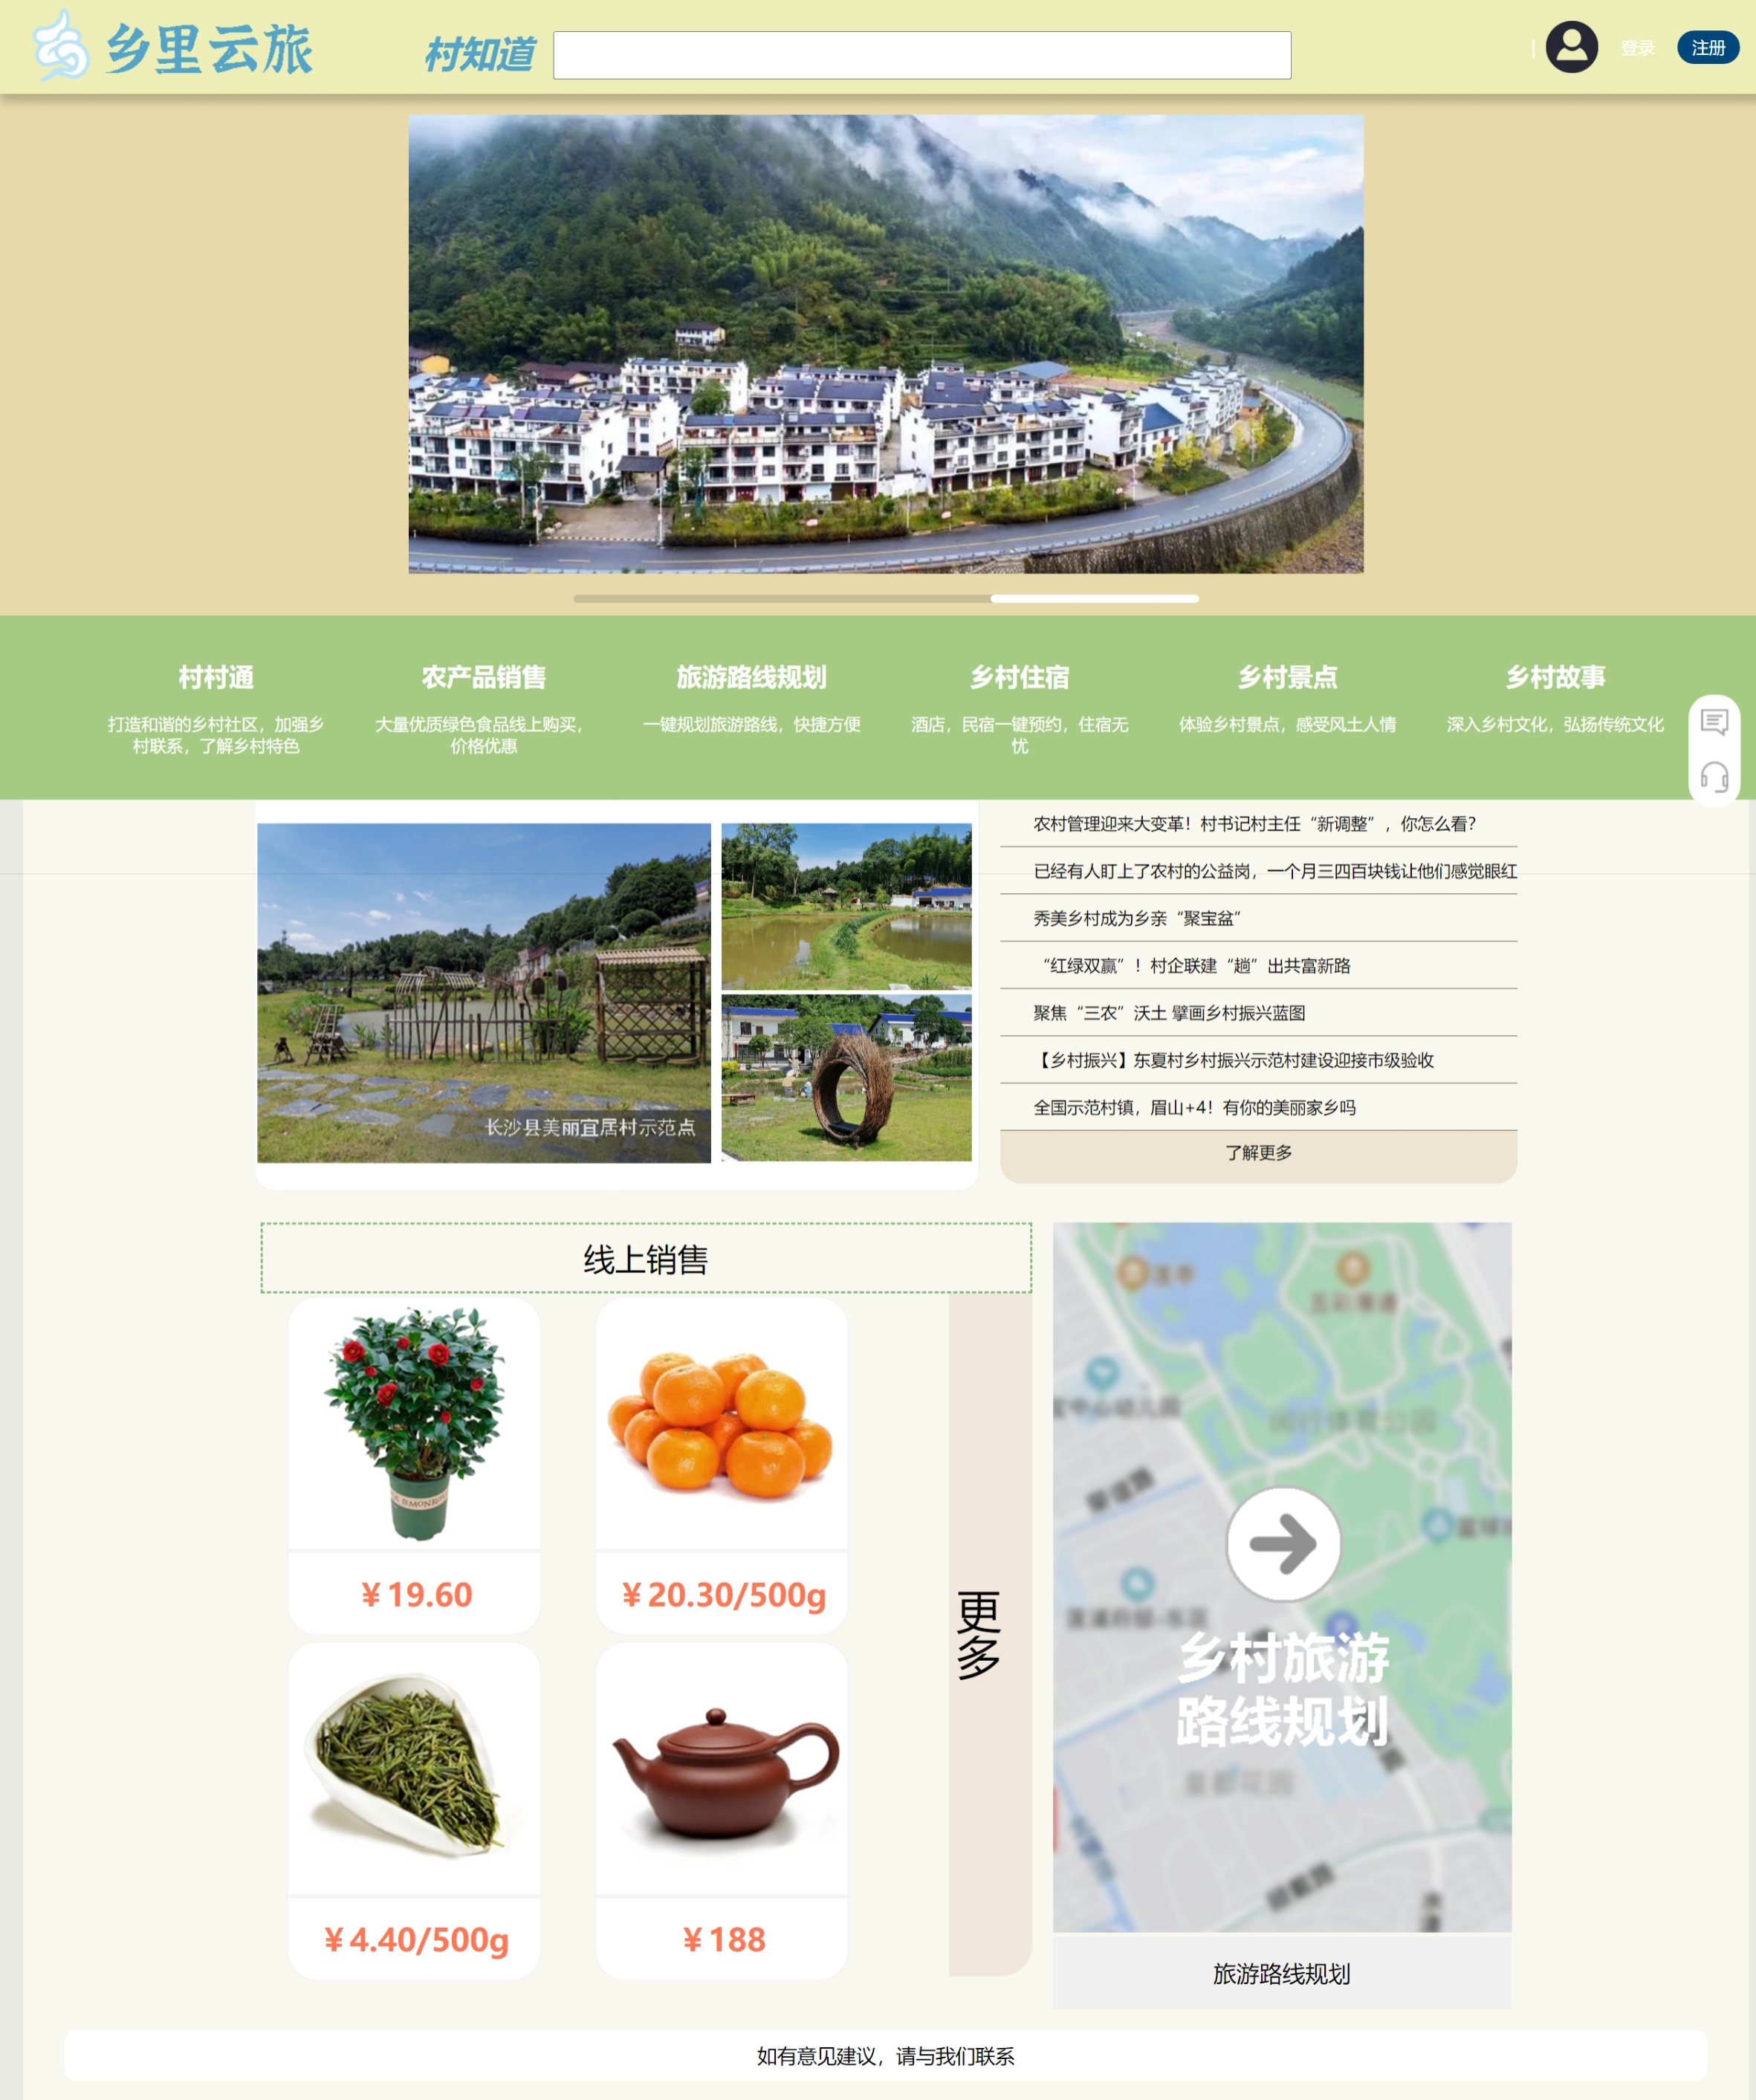 乡里云旅
村知道
登录
注册
村村通
打造和谐的乡村社区，加强乡
村联系，了解乡村特色
农产品销售
大量优质绿色食品线上购买，
价格优惠
旅游路线规划
一键规划旅游路线，快捷方便
乡村住宿
酒店，民宿一键预约，住宿无
忧
乡村景点
体验乡村景点，感受风土人情
乡村故事
深入乡村文化，弘扬传统文化
长沙县美丽宜居村示范点
农村管理迎来大变革！村书记村主任“新调整”，你怎么看？
已经有人盯上了农村的公益岗，一个月三四百块钱让他们感觉眼红
秀美乡村成为乡亲“聚宝盆”
“红绿双赢”！村企联建“趟”出共富新路
聚焦“三农”沃土 擘画乡村振兴蓝图
【乡村振兴】东夏村乡村振兴示范村建设迎接市级验收
全国示范村镇，眉山+4！有你的美丽家乡吗
了解更多
线上销售
￥19.60
￥20.30/500g
￥4.40/500g
￥188
更多
乡村旅游
路线规划
旅游路线规划
如有意见建议，请与我们联系